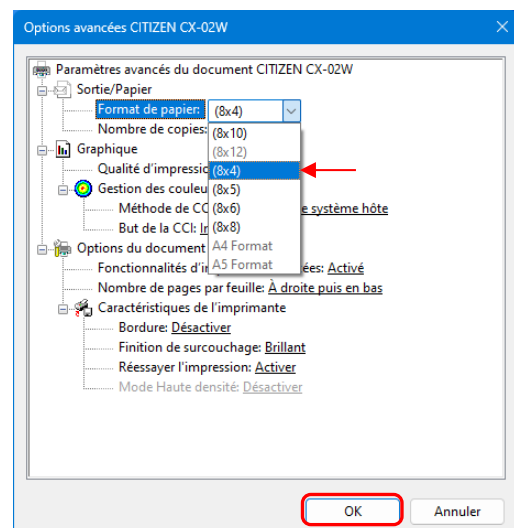 Options avancées CITIZEN CX-02W
Paramètres avancés du document CITIZEN CX-02W
Sortie/Papier
Format de papier: (8x4)
Nombre de copies:
(8x10)
Graphique
(8x12)
Qualité d'impressio
(8x4)
Gestion des couleu
(8x5)
Méthode de CC
(8x6)
e système hôte
But de la CCI: In
(8x8)
Options du document
A4 Format
Fonctionnalités d'i
A5 Format
ées: Activé
Nombre de pages par feuille: À droite puis en bas
Caractéristiques de l'imprimante
Bordure: Désactiver
Finition de surcouchage: Brillant
Réessayer l'impression: Activer
Mode Haute densité: Désactiver
OK
Annuler